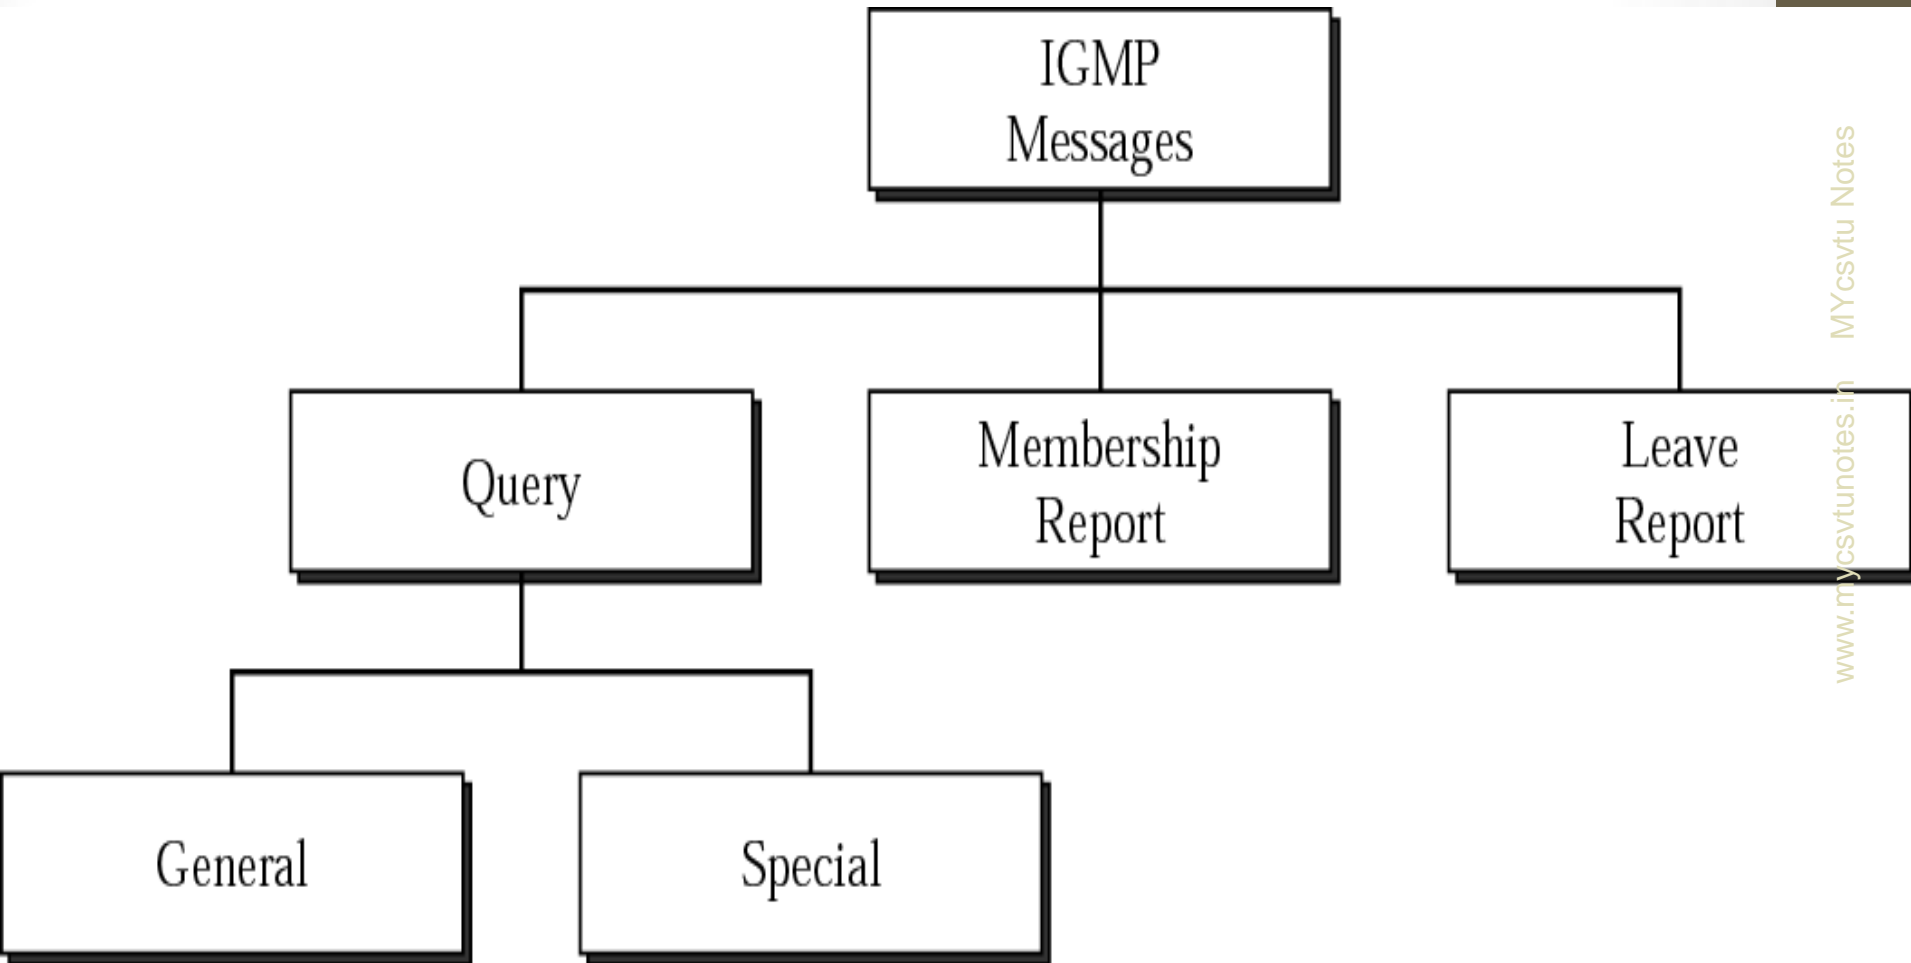 IGMP
Messages
Query
Membership
Report
Leave
Report
General
Special
www.mycsvtunotes.in MYcsvtu Notes